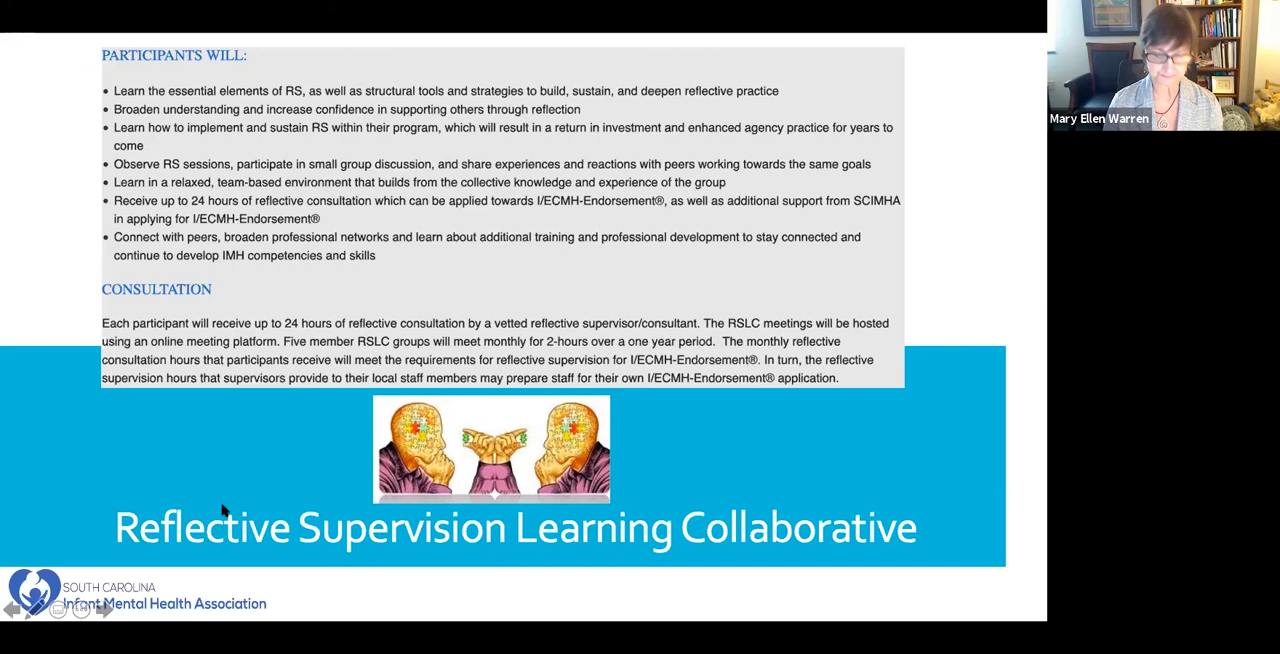 PARTICIPANTS WILL:
• Learn the essential elements of RS, as well as structural tools and strategies to build, sustain, and deepen reflective practice
• Broaden understanding and increase confidence in supporting others through reflection
• Learn how to implement and sustain RS within their program, which will result in a return in investment and enhanced agency practice for years to
come
• Observe RS sessions, participate in small group discussion, and share experiences and reactions with peers working towards the same goals
• Learn in a relaxed, team-based environment that builds from the collective knowledge and experience of the group
• Receive up to 24 hours of reflective consultation which can be applied towards I/ECMH-Endorsement®, as well as additional support from SCIMHA
in applying for I/ECMH-Endorsement®
• Connect with peers, broaden professional networks and learn about additional training and professional development to stay connected and
continue to develop IMH competencies and skills
CONSULTATION
Each participant will receive up to 24 hours of reflective consultation by a vetted reflective supervisor/consultant. The RSLC meetings will be hosted
using an online meeting platform. Five member RSLC groups will meet monthly for 2-hours over a one year period. The monthly reflective
consultation hours that participants receive will meet the requirements for reflective supervision for I/ECMH-Endorsement®. In turn, the reflective
supervision hours that supervisors provide to their local staff members may prepare staff for their own I/ECMH-Endorsement® application.
Reflective Supervision Learning Collaborative
SOUTH CAROLINA
Infant Mental Health Association
Mary Ellen Warren